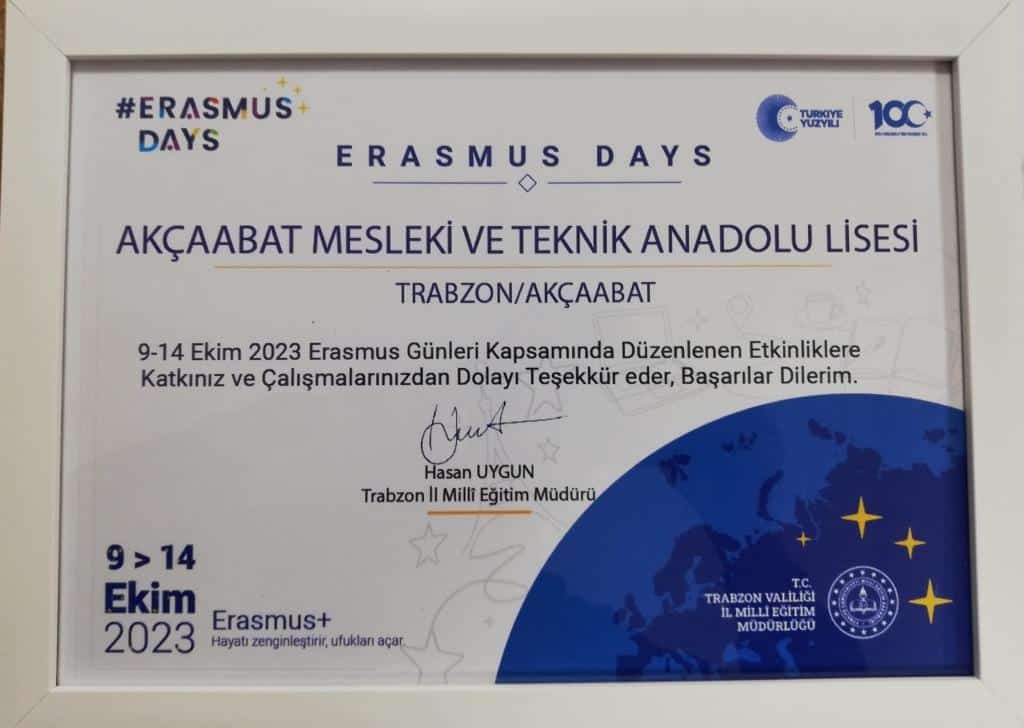 #ERASMUS
DAYS
TÜRKİYE
YUZYILI
100
ERASMUS DAYS
AKÇAABAT MESLEKİ VE TEKNİK ANADOLU LİSESİ
TRABZON/AKÇAABAT
9-14 Ekim 2023 Erasmus Günleri Kapsamında Düzenlenen Etkinliklere
Katkınız ve Çalışmalarınızdan Dolayı Teşekkür eder, Başarılar Dilerim.
Hasan UYGUN
Trabzon İl Millî Eğitim Müdürü
9 > 14
Ekim
2023
Erasmus+
Hayatı zenginleştirir, ufukları açar.
T.C.
TRABZON VALİLİĞİ
İL MİLLÎ EĞİTİM
MÜDÜRLÜĞÜ